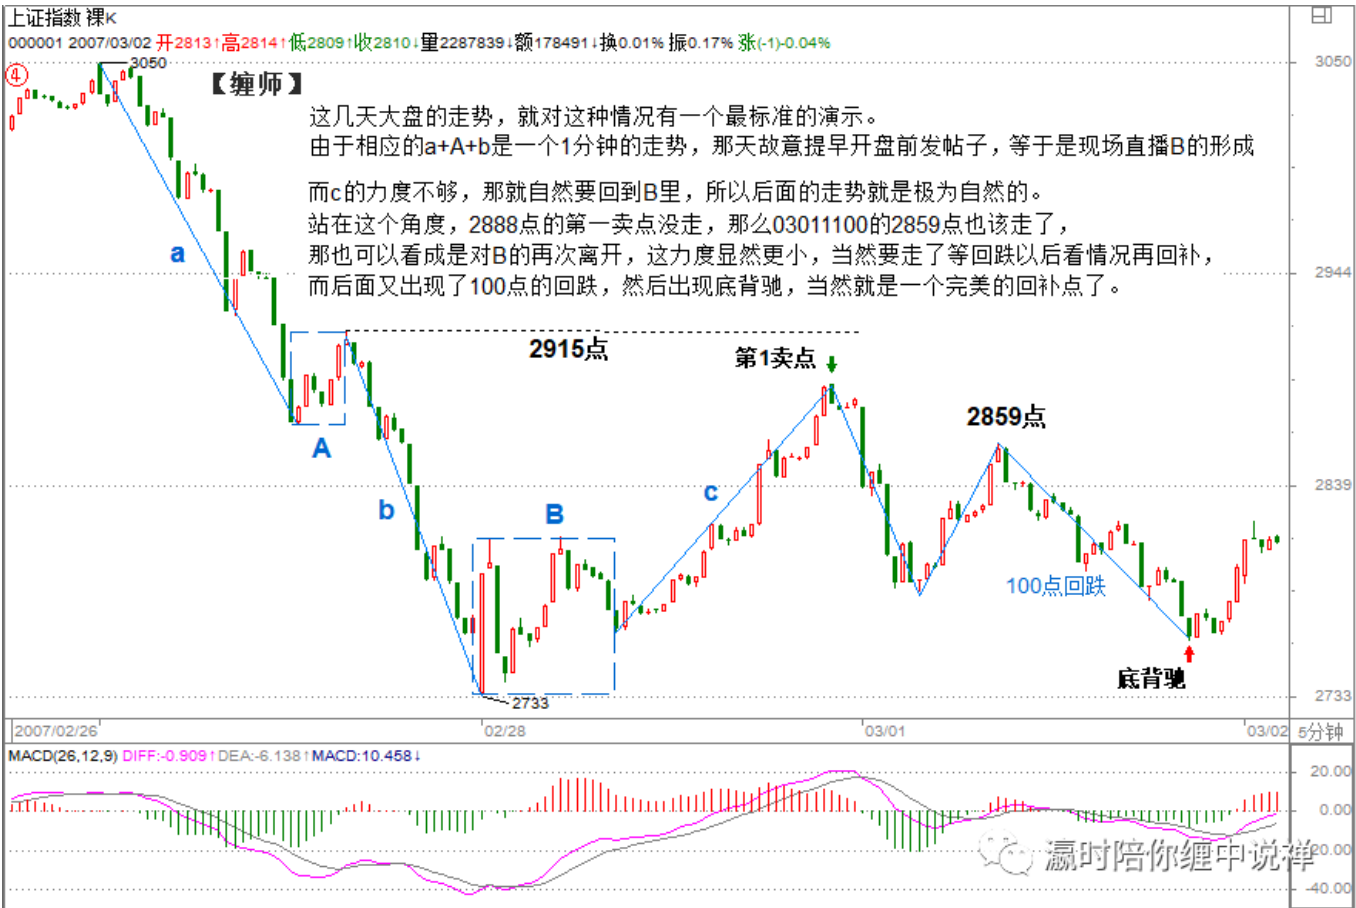 上证指数 裸K
000001 2007/03/02 开2813↑高2814↑低2809↑收2810↓量2287839↓额178491↓换0.01% 振0.17% 涨(-1)-0.04%
④
3050
【缠师】
3050
这几天大盘的走势，就对这种情况有一个最标准的演示。
由于相应的a+A+b是一个1分钟的走势，那天故意提早开盘前发帖子，等于是现场直播B的形成
而c的力度不够，那就自然要回到B里，所以后面的走势就是极为自然的。
站在这个角度，2888点的第一卖点没走，那么03011100的2859点也该走了，
那也可以看成是对B的再次离开，这力度显然更小，当然要走了等回跌以后看情况再回补，
而后面又出现了100点的回跌，然后出现底背驰，当然就是一个完美的回补点了。
a
2944
2915点
第1卖点
2859点
A
b
B
c
2839
100点回跌
底背驰
2733
2733
2007/02/26
02/28
03/01
03/02
5分钟
MACD(26,12,9) DIFF:-0.909↑DEA:-6.138↑MACD:10.458↓
20.00
0.00
瀛时陪你缠中说禅
-20.00
-40.00